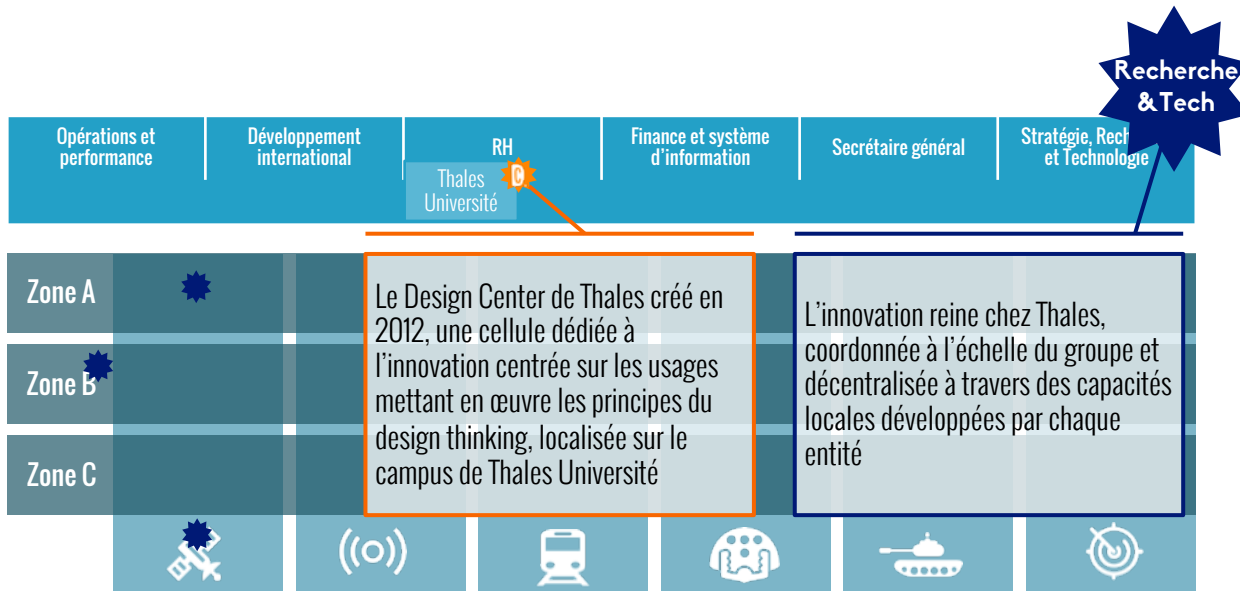 Recherche
&Tech
Opérations et
performance
Développement
international
RH
Finance et système
d'information
Secrétaire général
Stratégie, Rech
et Technologie
Thales
Université
C
Zone A
Zone B
Zone C
Le Design Center de Thales créé en
2012, une cellule dédiée à
l'innovation centrée sur les usages
mettant en œuvre les principes du
design thinking, localisée sur le
campus de Thales Université
L'innovation reine chez Thales,
coordonnée à l'échelle du groupe et
décentralisée à travers des capacités
locales développées par chaque
entité